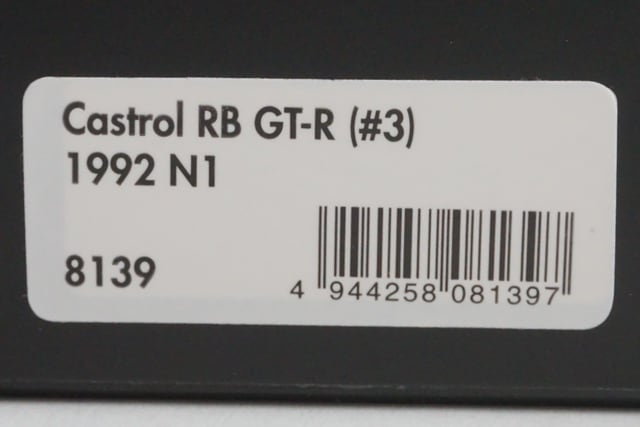 Castrol RB GT-R (#3)
1992 N1
8139
4 944258 081397